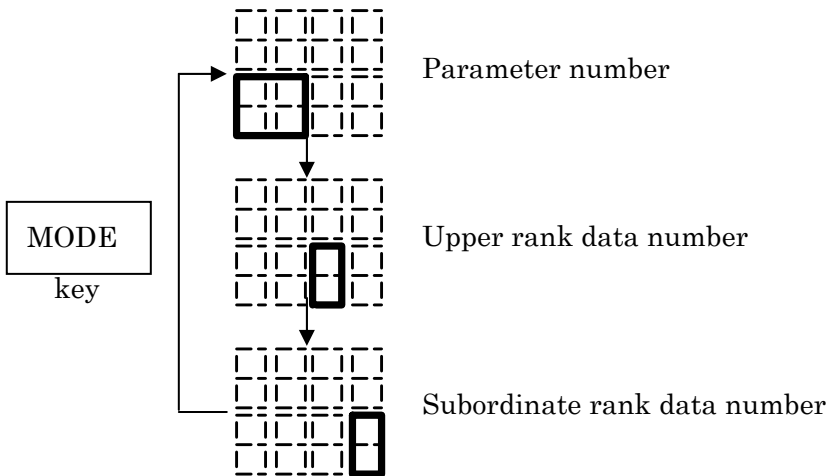 Parameter number
MODE
key
Upper rank data number
Subordinate rank data number